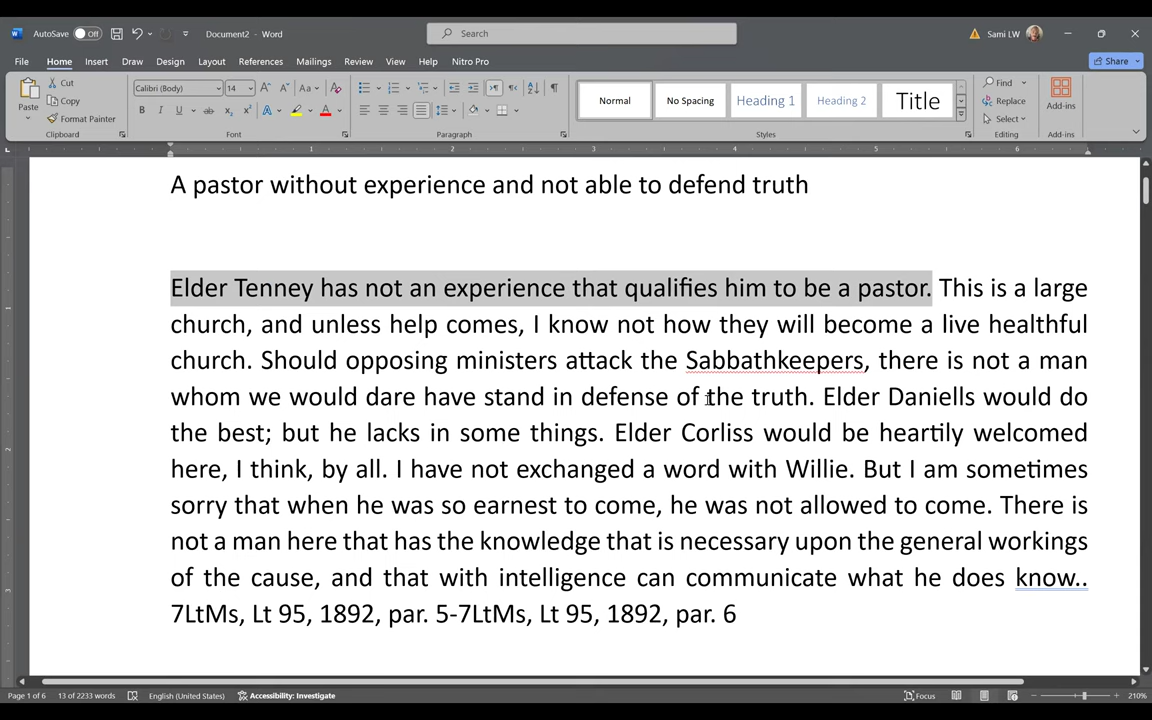 AutoSave Off Document2 - Word Search Sami LW
File Home Insert Draw Design Layout References Mailings Review View Help Nitro Pro Share
Paste Cut Copy Format Painter
Calibri (Body) 14 Aa
B I U ab x₂ x² A A
Normal No Spacing Heading 1 Heading 2 Title
Find Replace Select Add-ins
Clipboard Font Paragraph Styles Editing Add-ins
1 2 3 4 5 6
A pastor without experience and not able to defend truth
Elder Tenney has not an experience that qualifies him to be a pastor. This is a large
church, and unless help comes, I know not how they will become a live healthful
church. Should opposing ministers attack the Sabbathkeepers, there is not a man
whom we would dare have stand in defense of the truth. Elder Daniells would do
the best; but he lacks in some things. Elder Corliss would be heartily welcomed
here, I think, by all. I have not exchanged a word with Willie. But I am sometimes
sorry that when he was so earnest to come, he was not allowed to come. There is
not a man here that has the knowledge that is necessary upon the general workings
of the cause, and that with intelligence can communicate what he does know..
7LtMs, Lt 95, 1892, par. 5-7LtMs, Lt 95, 1892, par. 6
Page 1 of 6 13 of 2233 words English (United States) Accessibility: Investigate Focus 210%